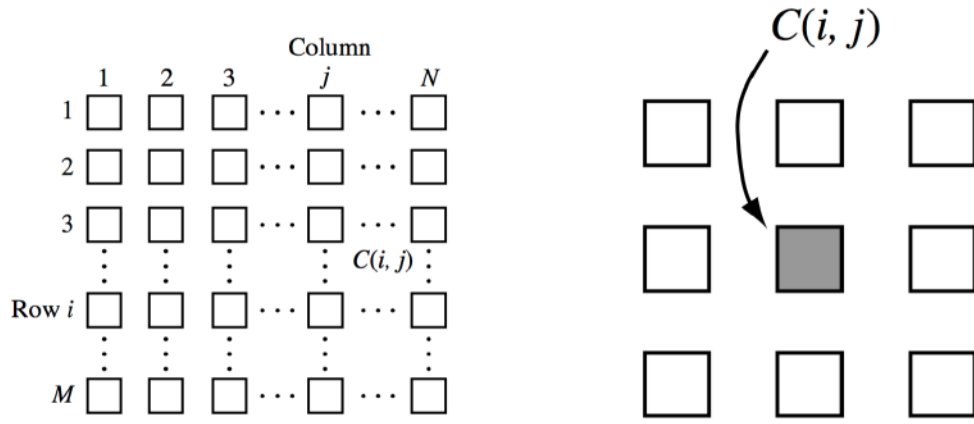 Column
1 2 3 j N
1 ··· ···
2 ··· ···
3 ··· ···
C(i, j)
Row i ··· ···
M ··· ···
C(i, j)